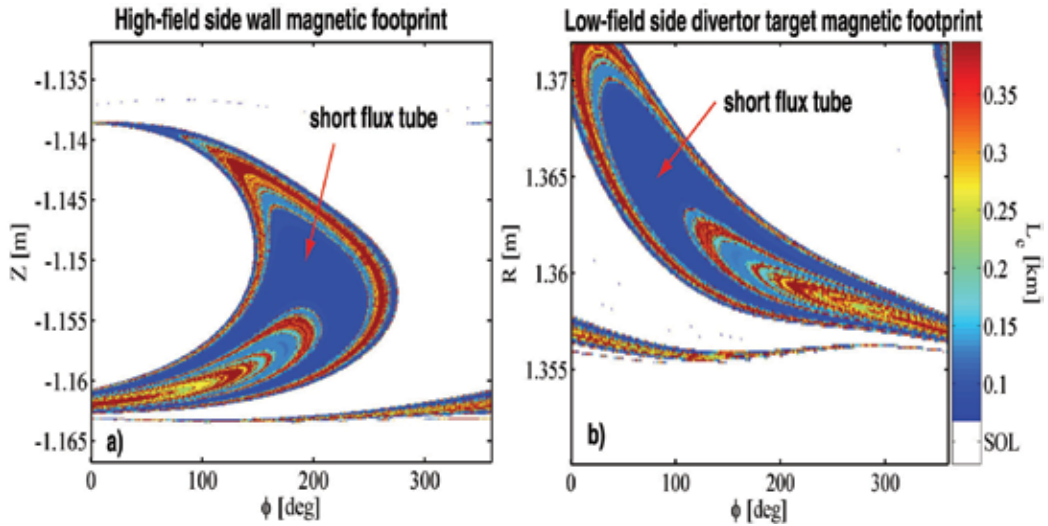 High-field side wall magnetic footprint
Low-field side divertor target magnetic footprint
-1.135
-1.14
-1.145
-1.15
-1.155
-1.16
-1.165
Z [m]
short flux tube
a)
0
100
200
300
ϕ [deg]
1.37
1.365
1.36
1.355
R [m]
short flux tube
b)
0
100
200
300
ϕ [deg]
0.35
0.3
0.25
0.2
0.15
0.1
SOL
L_c [km]